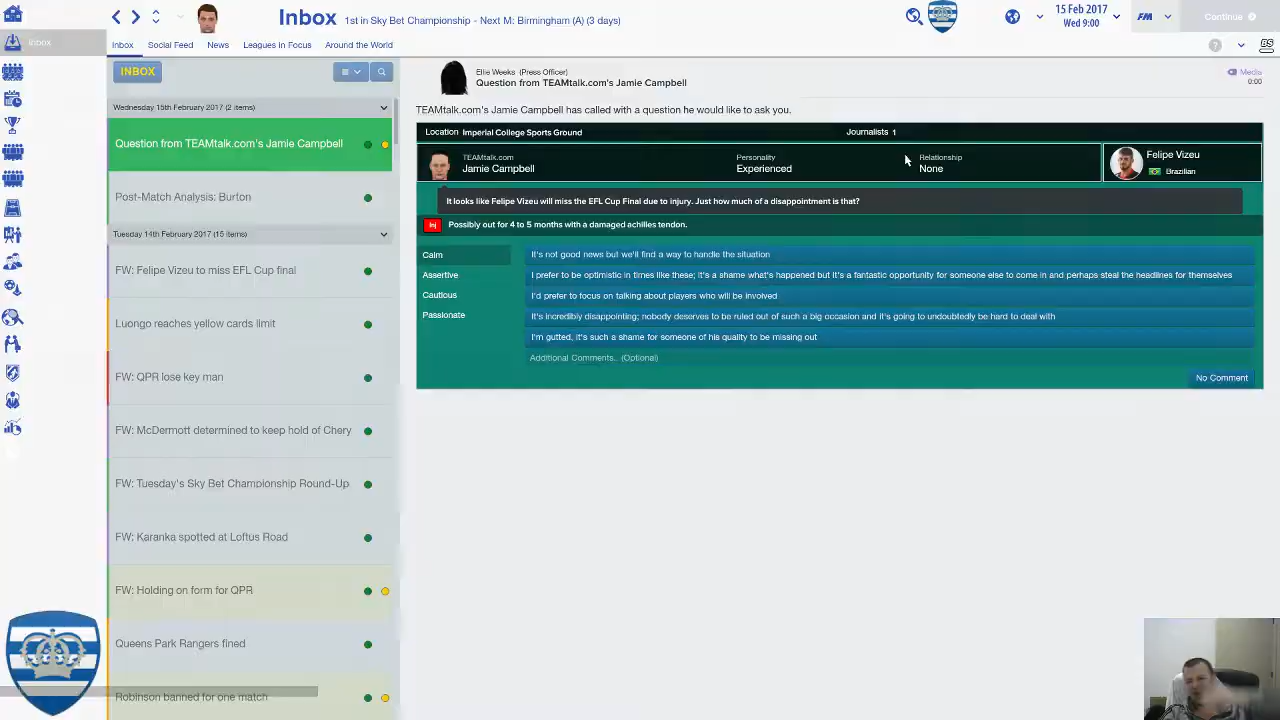 Inbox
1st in Sky Bet Championship - Next M: Birmingham (A) (3 days)
15 Feb 2017
Wed 9:00
FM
Continue
Inbox
Inbox
Social Feed
News
Leagues in Focus
Around the World
INBOX
Wednesday 15th February 2017 (2 items)
Question from TEAMtalk.com's Jamie Campbell
Post-Match Analysis: Burton
Tuesday 14th February 2017 (15 items)
FW: Felipe Vizeu to miss EFL Cup final
Luongo reaches yellow cards limit
FW: QPR lose key man
FW: McDermott determined to keep hold of Chery
FW: Tuesday's Sky Bet Championship Round-Up
FW: Karanka spotted at Loftus Road
FW: Holding on form for QPR
Queens Park Rangers fined
Robinson banned for one match
Ellie Weeks (Press Officer)
Question from TEAMtalk.com's Jamie Campbell
Media
0:00
TEAMtalk.com's Jamie Campbell has called with a question he would like to ask you.
Location Imperial College Sports Ground
Journalists 1
TEAMtalk.com
Jamie Campbell
Personality
Experienced
Relationship
None
Felipe Vizeu
Brazilian
It looks like Felipe Vizeu will miss the EFL Cup Final due to injury. Just how much of a disappointment is that?
Inj Possibly out for 4 to 5 months with a damaged achilles tendon.
Calm
Assertive
Cautious
Passionate
It's not good news but we'll find a way to handle the situation
I prefer to be optimistic in times like these; it's a shame what's happened but it's a fantastic opportunity for someone else to come in and perhaps steal the headlines for themselves
I'd prefer to focus on talking about players who will be involved
It's incredibly disappointing; nobody deserves to be ruled out of such a big occasion and it's going to undoubtedly be hard to deal with
I'm gutted, it's such a shame for someone of his quality to be missing out
Additional Comments.. (Optional)
No Comment